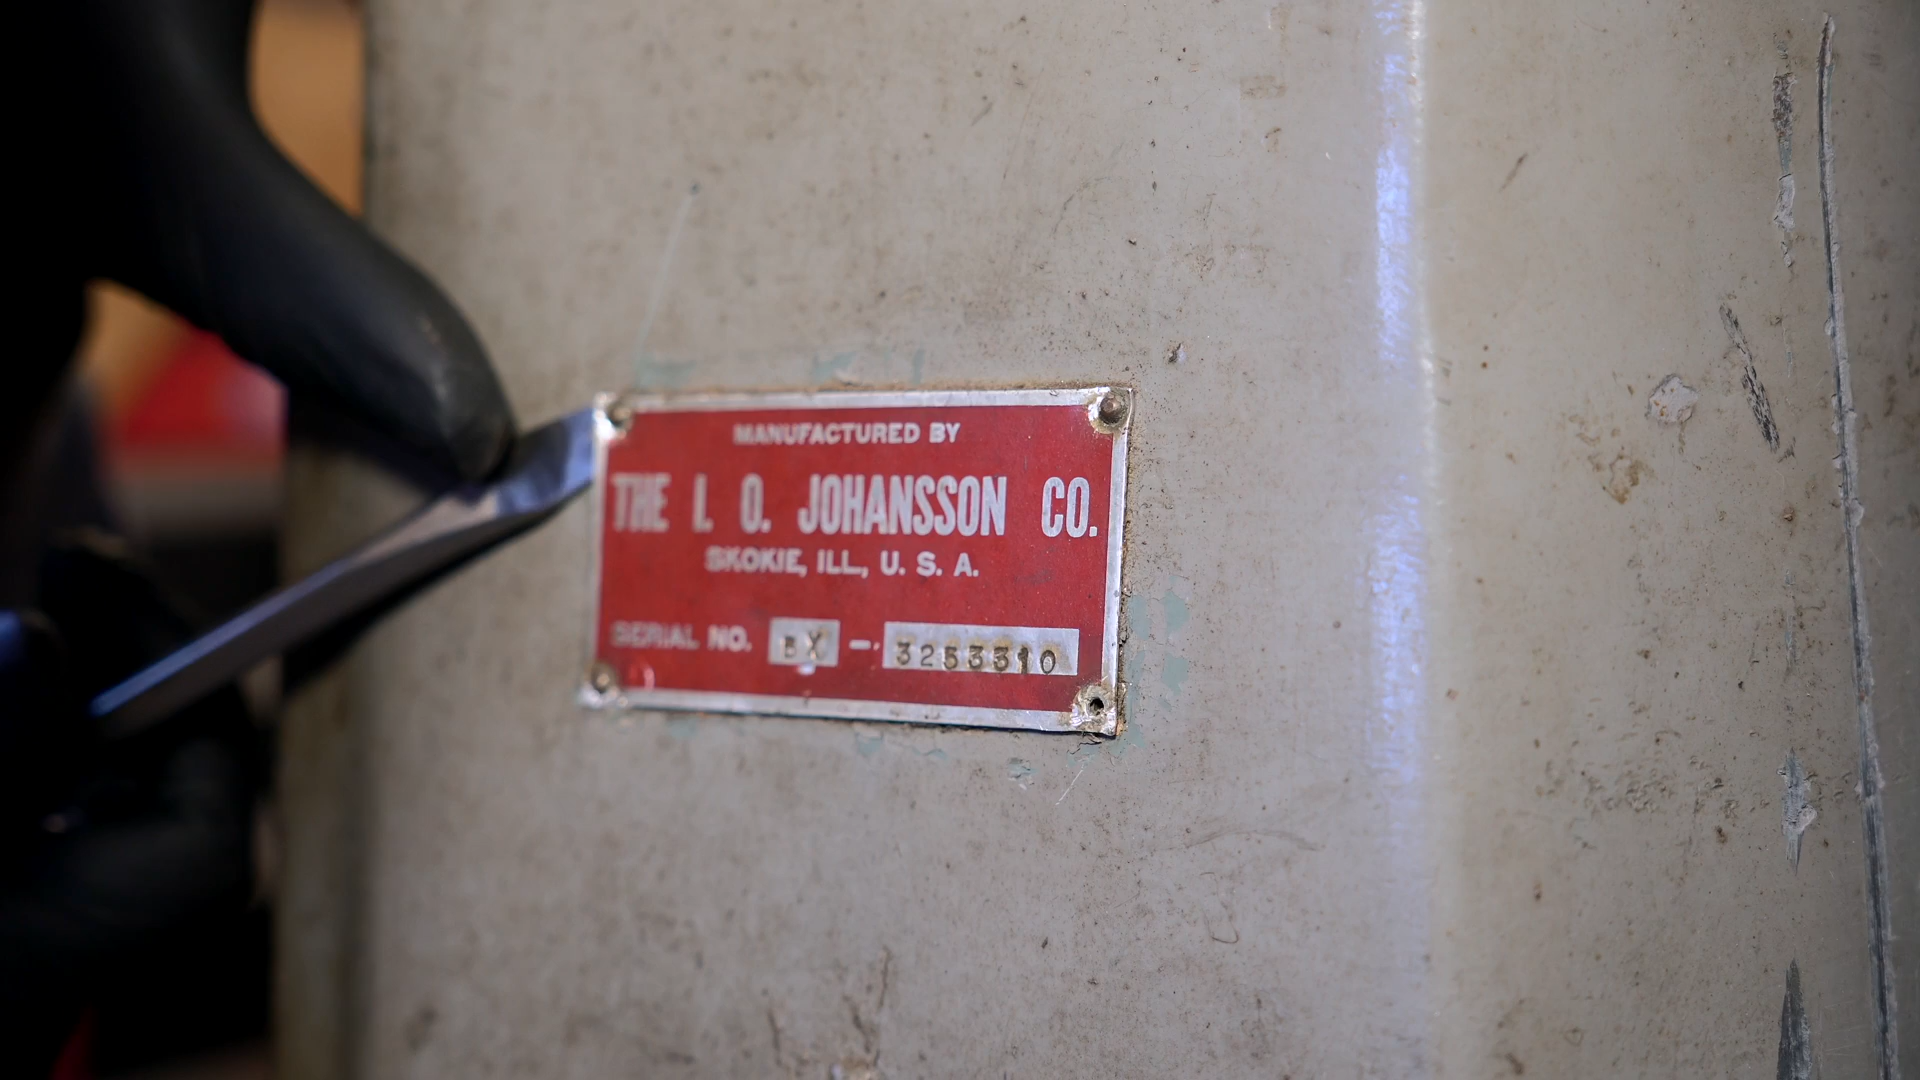 MANUFACTURED BY
THE I. O. JOHANSSON CO.
SKOKIE, ILL., U. S. A.
SERIAL NO. BX - 3253310